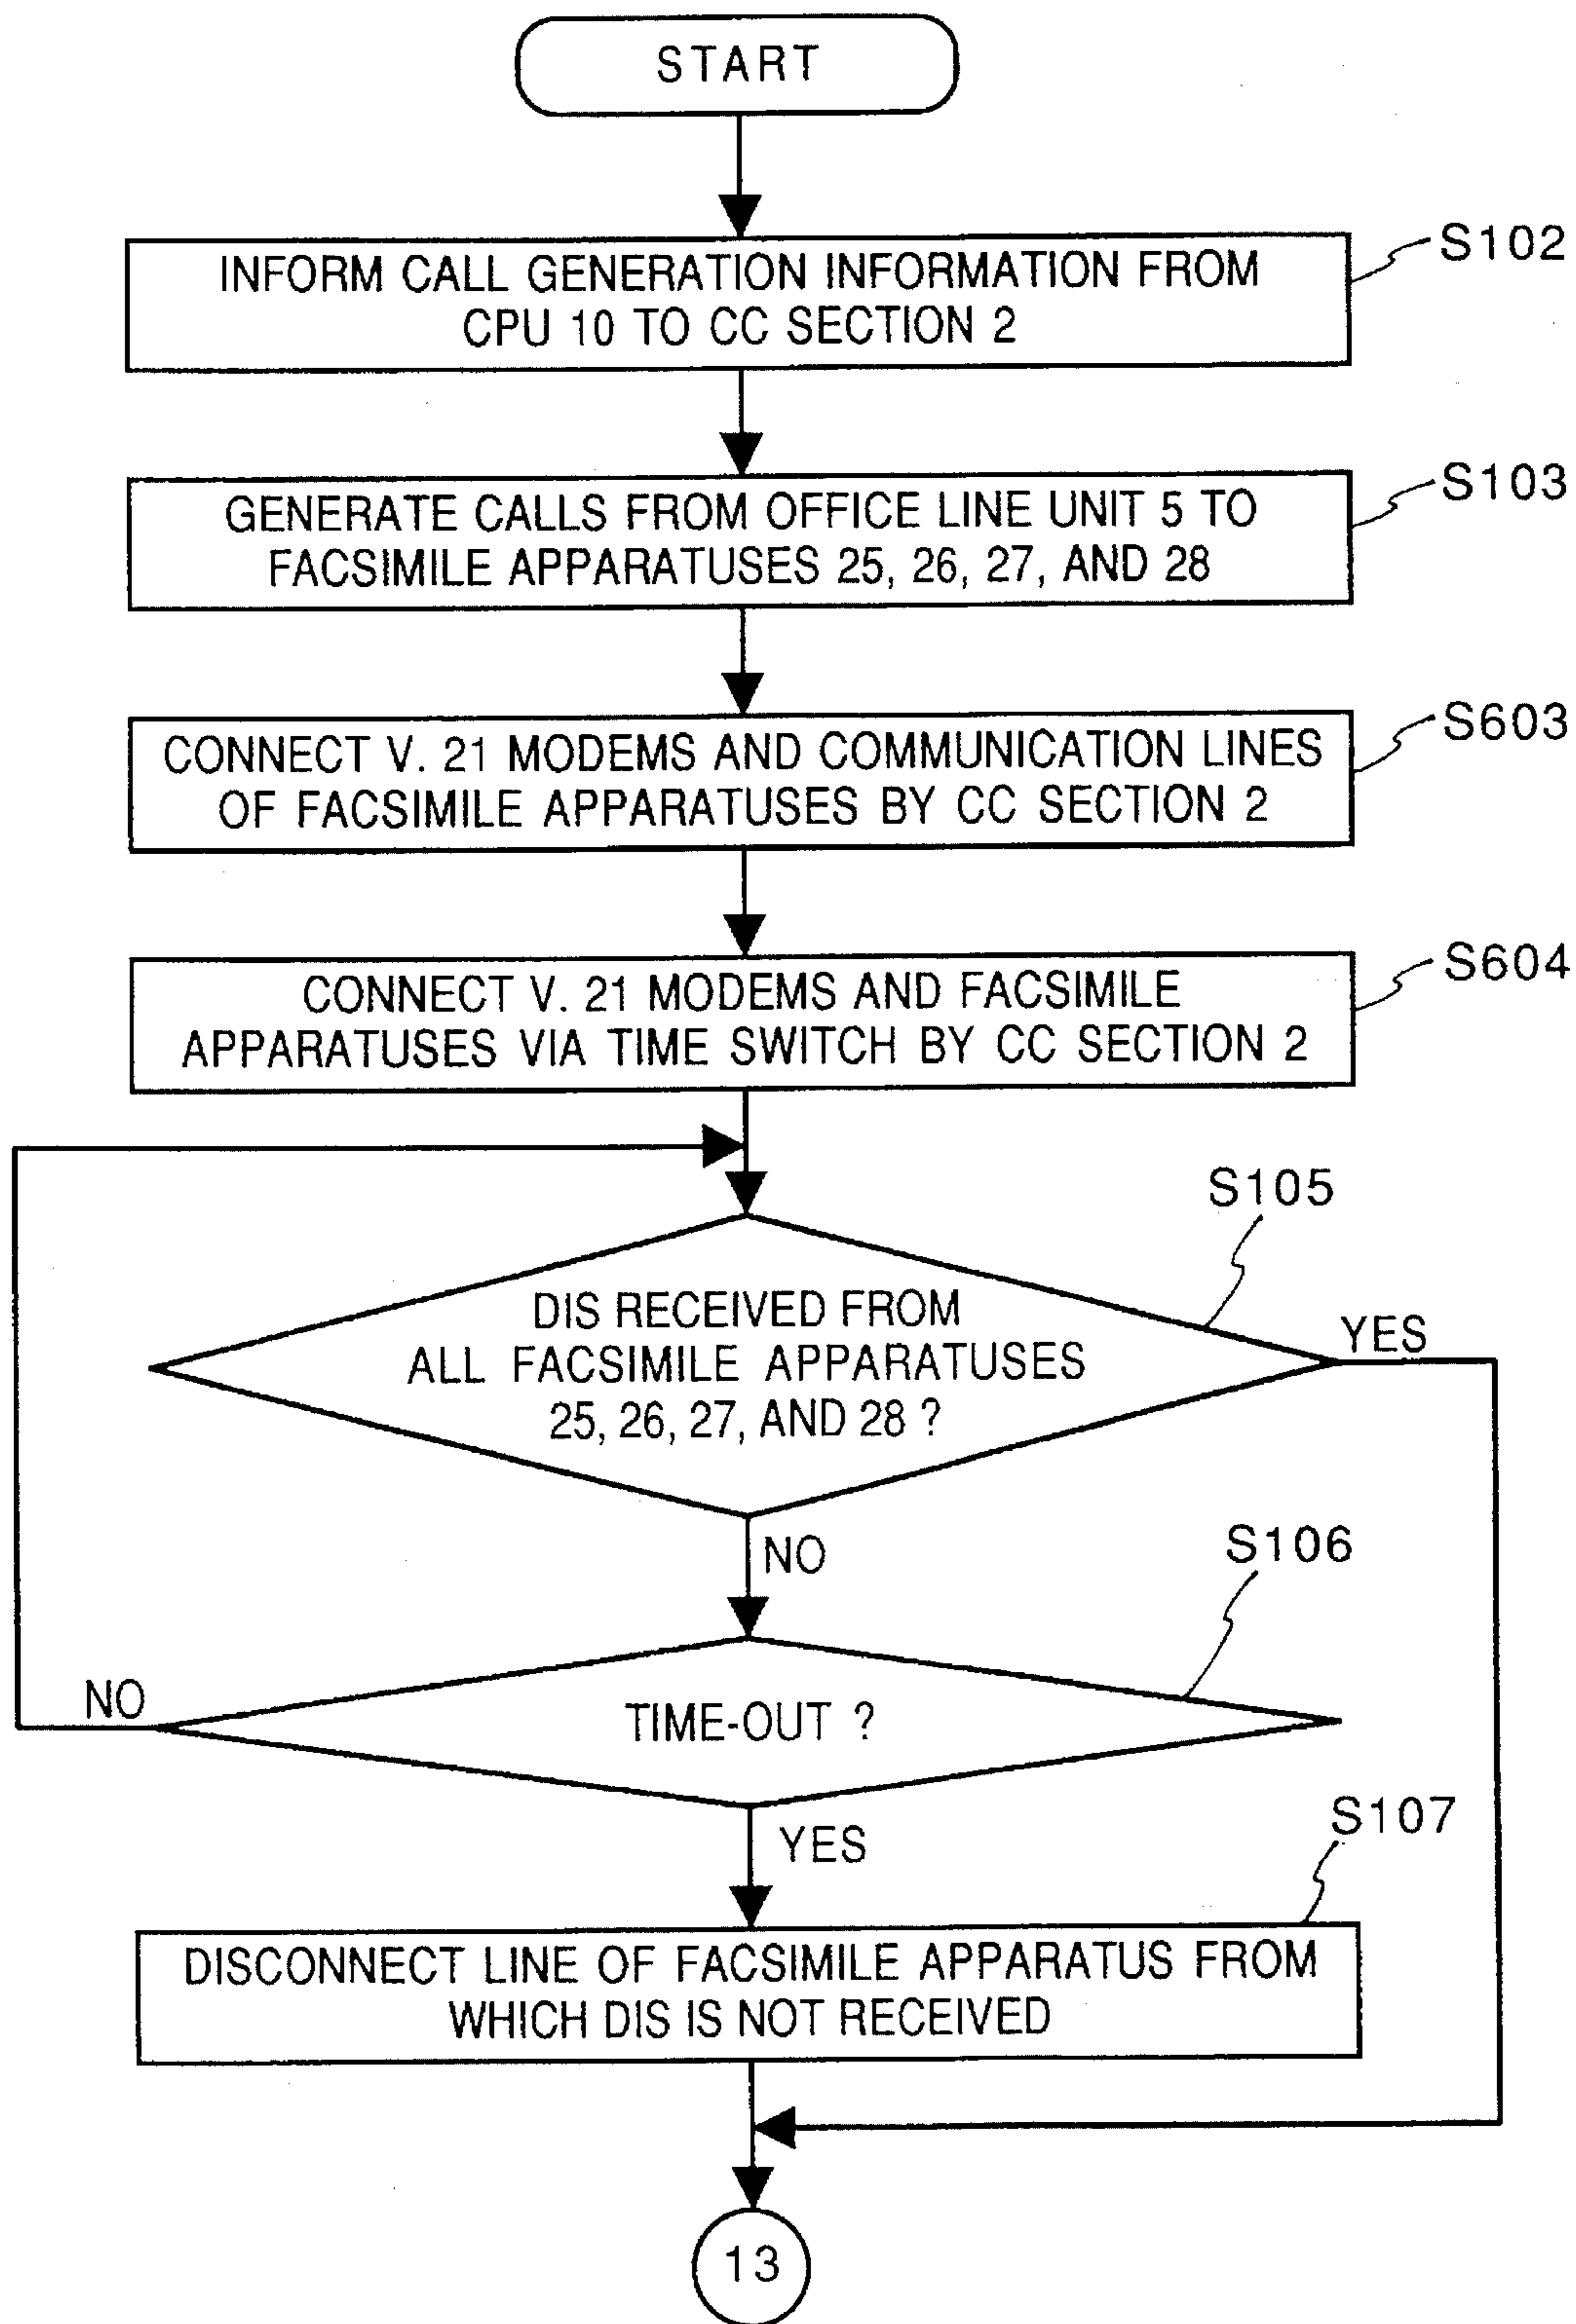 START
INFORM CALL GENERATION INFORMATION FROM
CPU 10 TO CC SECTION 2
S102
GENERATE CALLS FROM OFFICE LINE UNIT 5 TO
FACSIMILE APPARATUSES 25, 26, 27, AND 28
S103
CONNECT V. 21 MODEMS AND COMMUNICATION LINES
OF FACSIMILE APPARATUSES BY CC SECTION 2
S603
CONNECT V. 21 MODEMS AND FACSIMILE
APPARATUSES VIA TIME SWITCH BY CC SECTION 2
S604
S105
DIS RECEIVED FROM
ALL FACSIMILE APPARATUSES
25, 26, 27, AND 28 ?
YES
NO
S106
TIME-OUT ?
NO
YES
S107
DISCONNECT LINE OF FACSIMILE APPARATUS FROM
WHICH DIS IS NOT RECEIVED
13